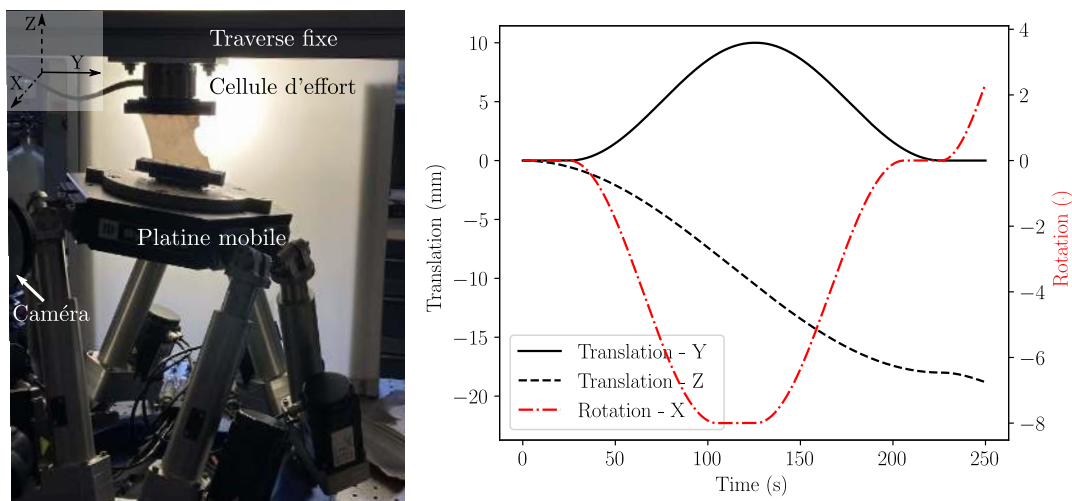 Z
Y
X
Traverse fixe
Cellule d'effort
Platine mobile
Caméra
10
5
0
−5
−10
−15
−20
Translation (mm)
Translation - Y
Translation - Z
Rotation - X
0
50
100
150
200
250
Time (s)
4
2
0
−2
−4
−6
−8
Rotation (